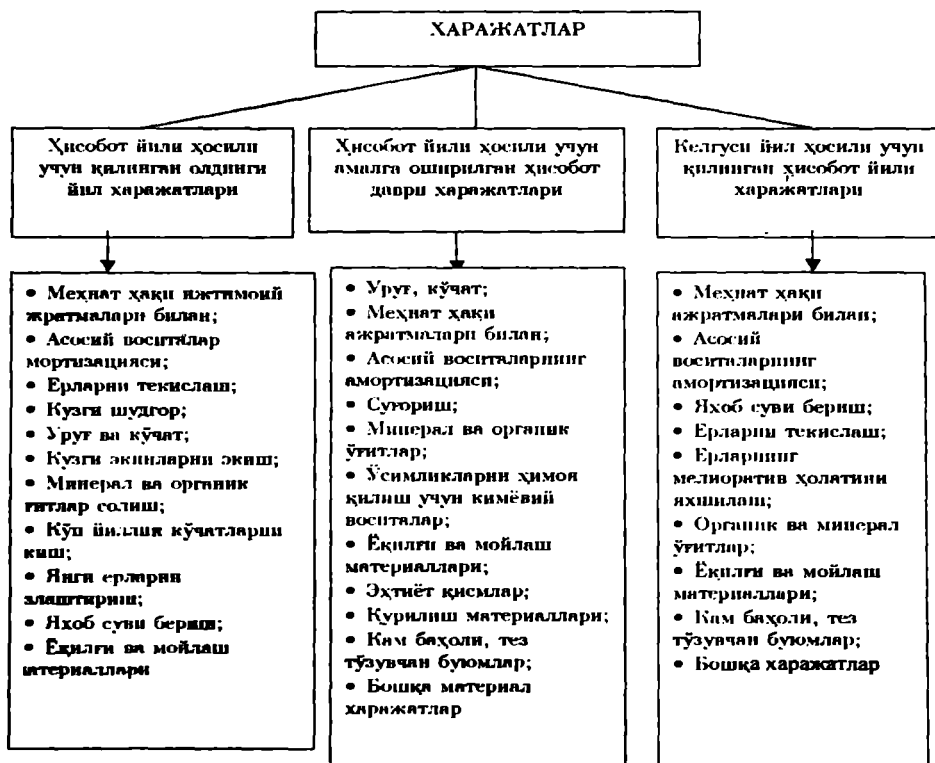 ХАРАЖАТЛАР
Ҳисобот йили ҳосили
учун қилинган олдинги
йил харажатлари
Ҳисобот йили ҳосили учун
амалга оширилган ҳисобот
даври харажатлари
Келгуси йил ҳосили учун
қилинган ҳисобот йили
харажатлари
• Меҳнат ҳақи ижтимоий
жратмалари билан;
• Асосий воситалар
мортизацияси;
• Ерларни текислаш;
• Кузги шудгор;
• Уруғ ва кўчат;
• Кузги экинларни экиш;
• Минерал ва органик
ғитлар солиш;
• Кўп йиллик кўчатларни
киш;
• Янги ерларни
злаштириш;
• Яхоб суви бериш;
• Ёқилғи ва мойлаш
атериаллари
• Уруғ, кўчат;
• Меҳнат ҳақи
ажратмалари билан;
• Асосий воситаларнинг
амортизацияси;
• Суғориш;
• Минерал ва органик
ўғитлар;
• Ўсимликларни ҳимоя
қилиш учун кимёвий
воситалар;
• Ёқилғи ва мойлаш
материаллари;
• Эҳтиёт қисмлар;
• Қурилиш материаллари;
• Кам баҳоли, тез
тўзувчан буюмлар;
• Бошқа материал
харажатлар
• Меҳнат ҳақи
ажратмалари билан;
• Асосий
воситаларнинг
амортизацияси;
• Яхоб суви бериш;
• Ерларни текислаш;
• Ерларнинг
мелиоратив ҳолатини
яхшилаш;
• Органик ва минерал
ўғитлар;
• Ёқилғи ва мойлаш
материаллари;
• Кам баҳоли, тез
тўзувчан буюмлар;
• Бошқа харажатлар